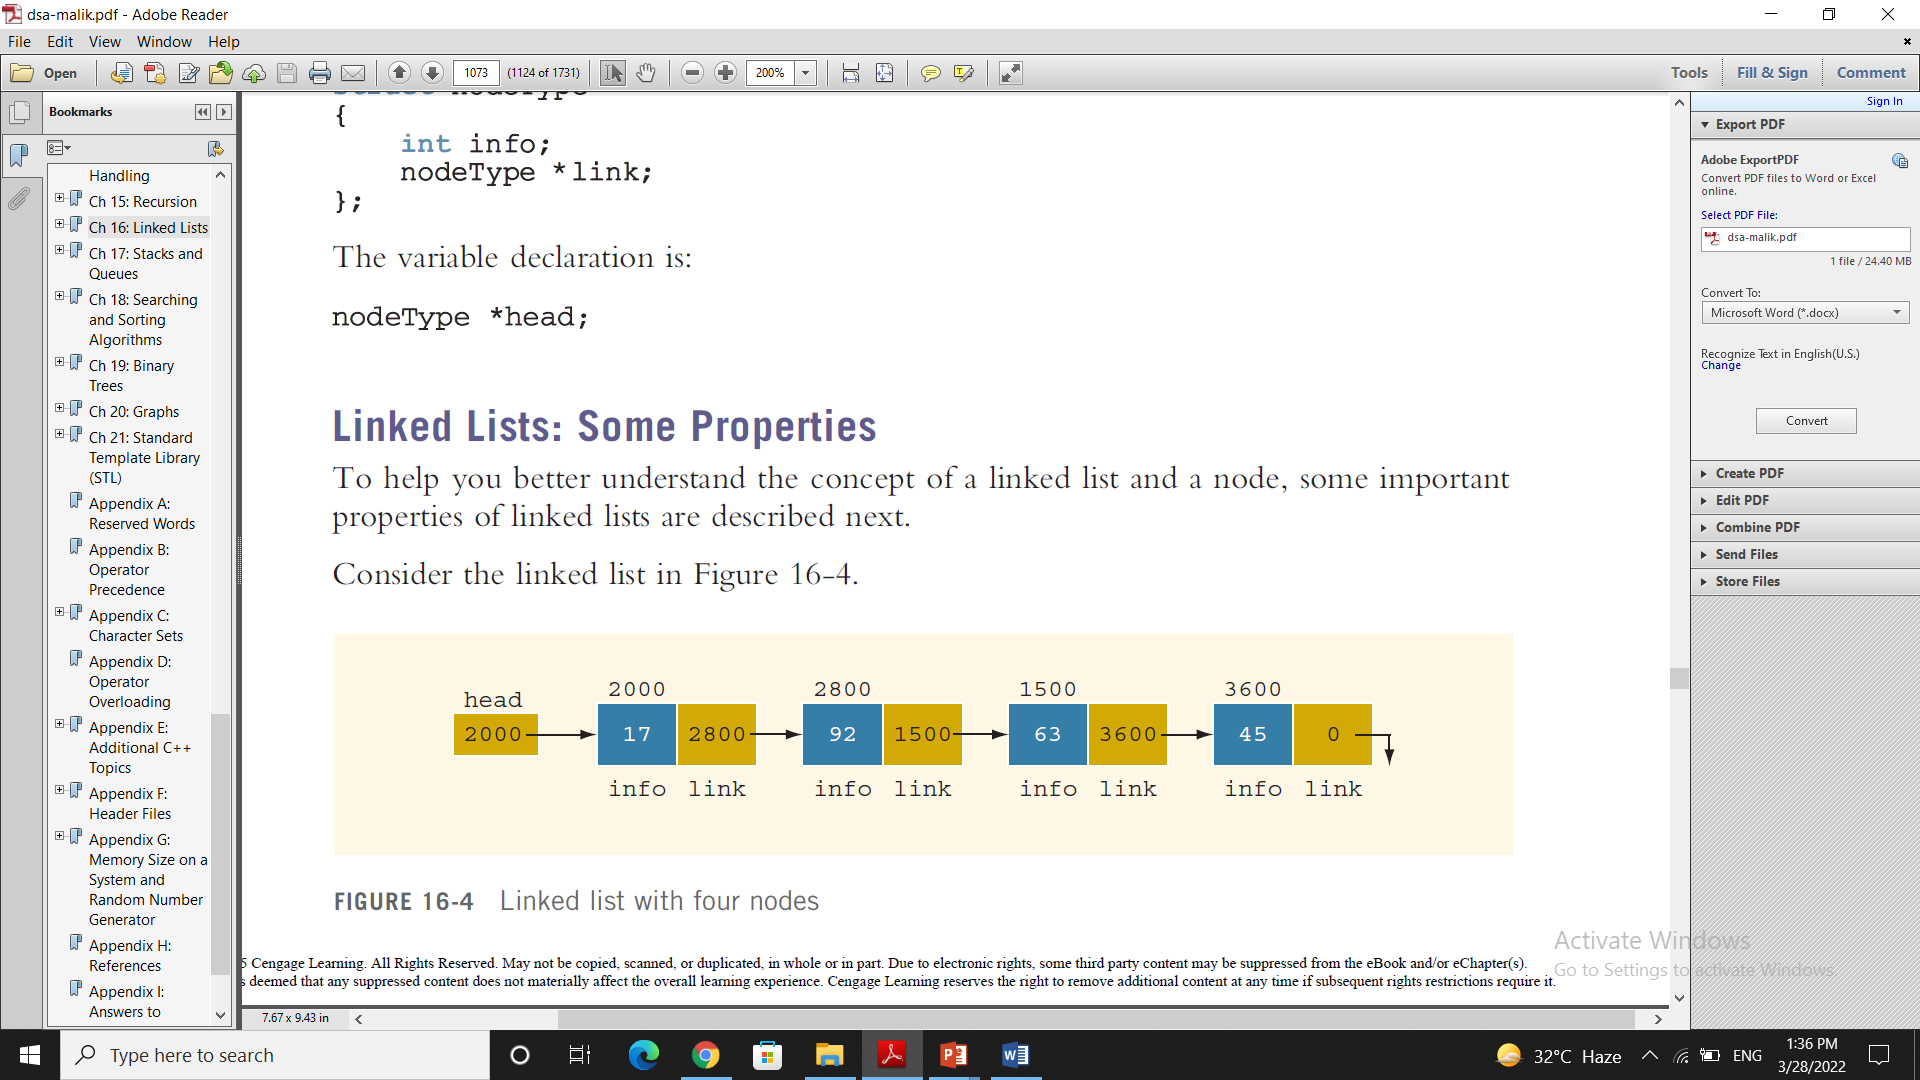 dsa-malik.pdf - Adobe Reader
File Edit View Window Help
Open 1073 (1124 of 1731) 200% Tools Fill & Sign Comment
Bookmarks
Handling
Ch 15: Recursion
Ch 16: Linked Lists
Ch 17: Stacks and
Queues
Ch 18: Searching
and Sorting
Algorithms
Ch 19: Binary
Trees
Ch 20: Graphs
Ch 21: Standard
Template Library
(STL)
Appendix A:
Reserved Words
Appendix B:
Operator
Precedence
Appendix C:
Character Sets
Appendix D:
Operator
Overloading
Appendix E:
Additional C++
Topics
Appendix F:
Header Files
Appendix G:
Memory Size on a
System and
Random Number
Generator
Appendix H:
References
Appendix I:
Answers to
struct nodeType
{
int info;
nodeType *link;
};
The variable declaration is:
nodeType *head;
Linked Lists: Some Properties
To help you better understand the concept of a linked list and a node, some important
properties of linked lists are described next.
Consider the linked list in Figure 16-4.
head 2000 2800 1500 3600
2000 17 2800 92 1500 63 3600 45 0
info link info link info link info link
FIGURE 16-4 Linked list with four nodes
5 Cengage Learning. All Rights Reserved. May not be copied, scanned, or duplicated, in whole or in part. Due to electronic rights, some third party content may be suppressed from the eBook and/or eChapter(s).
s deemed that any suppressed content does not materially affect the overall learning experience. Cengage Learning reserves the right to remove additional content at any time if subsequent rights restrictions require it.
7.67 x 9.43 in
Sign In
Export PDF
Adobe ExportPDF
Convert PDF files to Word or Excel
online.
Select PDF File:
dsa-malik.pdf
1 file / 24.40 MB
Convert To:
Microsoft Word (*.docx)
Recognize Text in English(U.S.)
Change
Convert
Create PDF
Edit PDF
Combine PDF
Send Files
Store Files
Activate Windows
Go to Settings to activate Windows.
Type here to search
32°C Haze
ENG
1:36 PM
3/28/2022